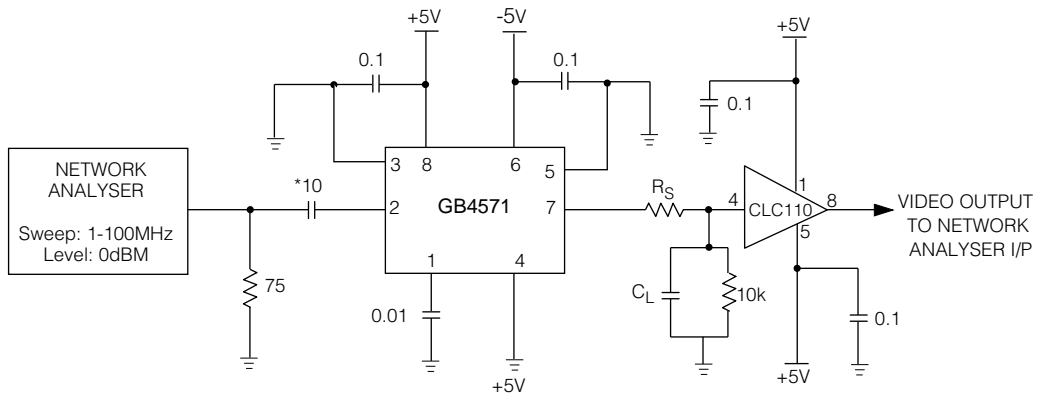 +5V
-5V
+5V
0.1
0.1
0.1
NETWORK
ANALYSER
Sweep: 1-100MHz
Level: 0dBM
*10
75
3
8
6
5
2
GB4571
7
1
4
0.01
+5V
RS
CL
10k
4
CLC110
1
8
5
VIDEO OUTPUT
TO NETWORK
ANALYSER I/P
0.1
+5V